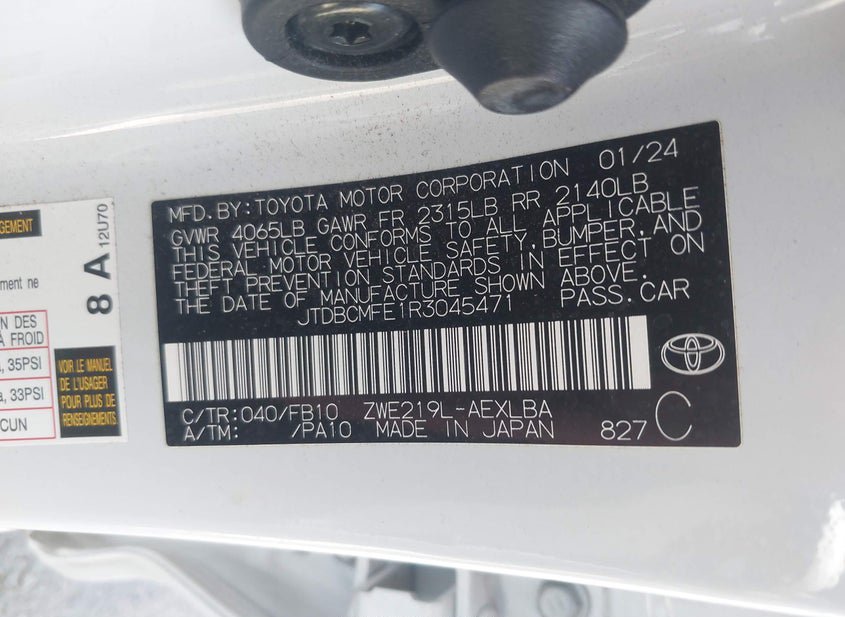 MFD. BY: TOYOTA MOTOR CORPORATION 01/24
GVWR 4065LB GAWR FR 2315LB RR 2140LB
THIS VEHICLE CONFORMS TO ALL APPLICABLE
FEDERAL MOTOR VEHICLE SAFETY, BUMPER, AND
THEFT PREVENTION STANDARDS IN EFFECT ON
THE DATE OF MANUFACTURE SHOWN ABOVE.
JTDBCMFE1R3045471 PASS. CAR
C/TR: 040/FB10 ZWE219L-AEXLBA
A/TM: /PA10 MADE IN JAPAN 827 C
GEMENT
8 A 12U70
ment ne
N DES
À FROID
a, 35PSI
a, 33PSI
CUN
VOIR LE MANUEL
DE L'USAGER
POUR PLUS DE
RENSEIGNEMENTS